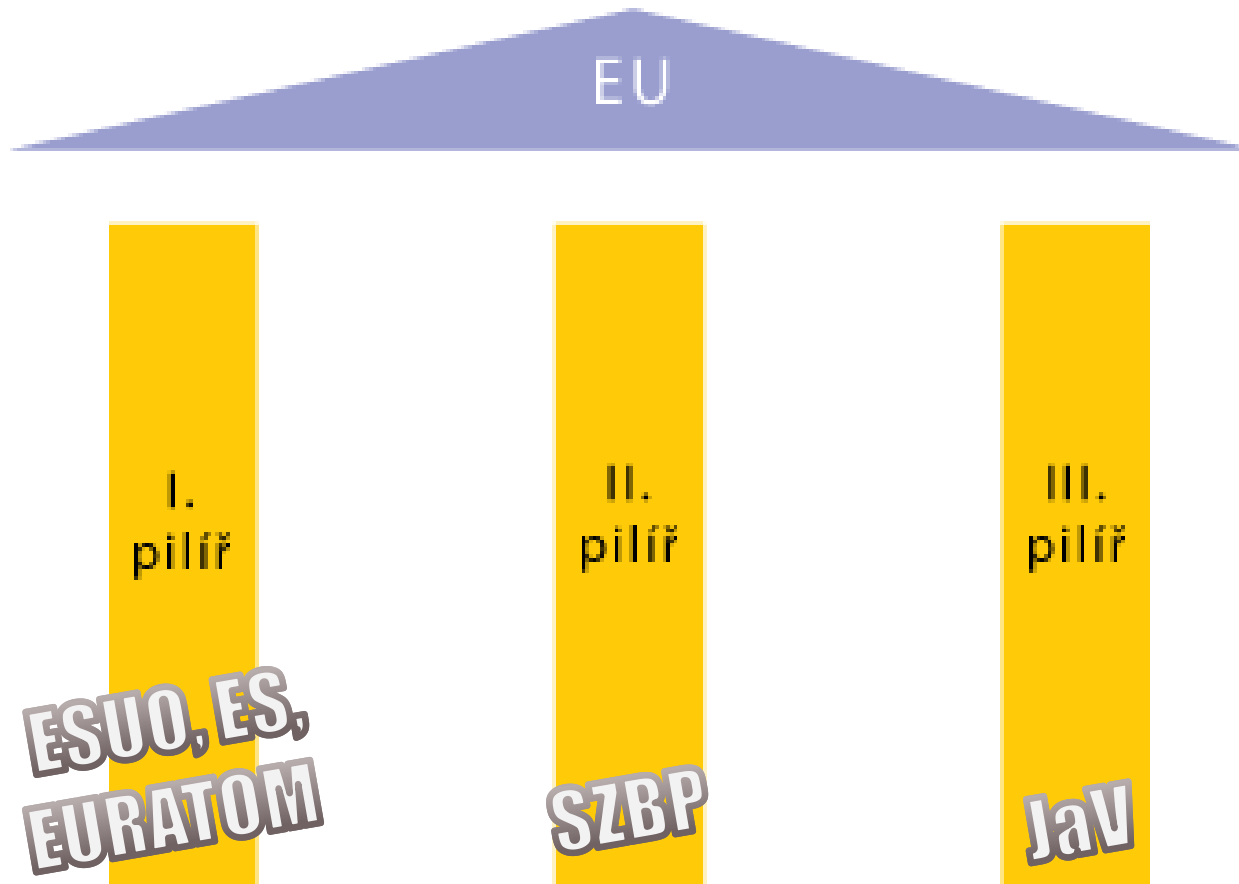 EU
I.
pilíř
ESUO, ES,
EURATOM
II.
pilíř
SZBP
III.
pilíř
JaV